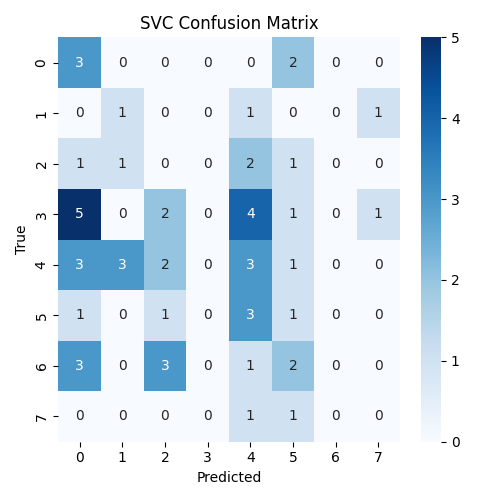 SVC Confusion Matrix
0 3 0 0 0 0 2 0 0
1 0 1 0 0 1 0 0 1
2 1 1 0 0 2 1 0 0
3 5 0 2 0 4 1 0 1
4 3 3 2 0 3 1 0 0
5 1 0 1 0 3 1 0 0
6 3 0 3 0 1 2 0 0
7 0 0 0 0 1 1 0 0
0 1 2 3 4 5 6 7
True
Predicted
5
4
3
2
1
0